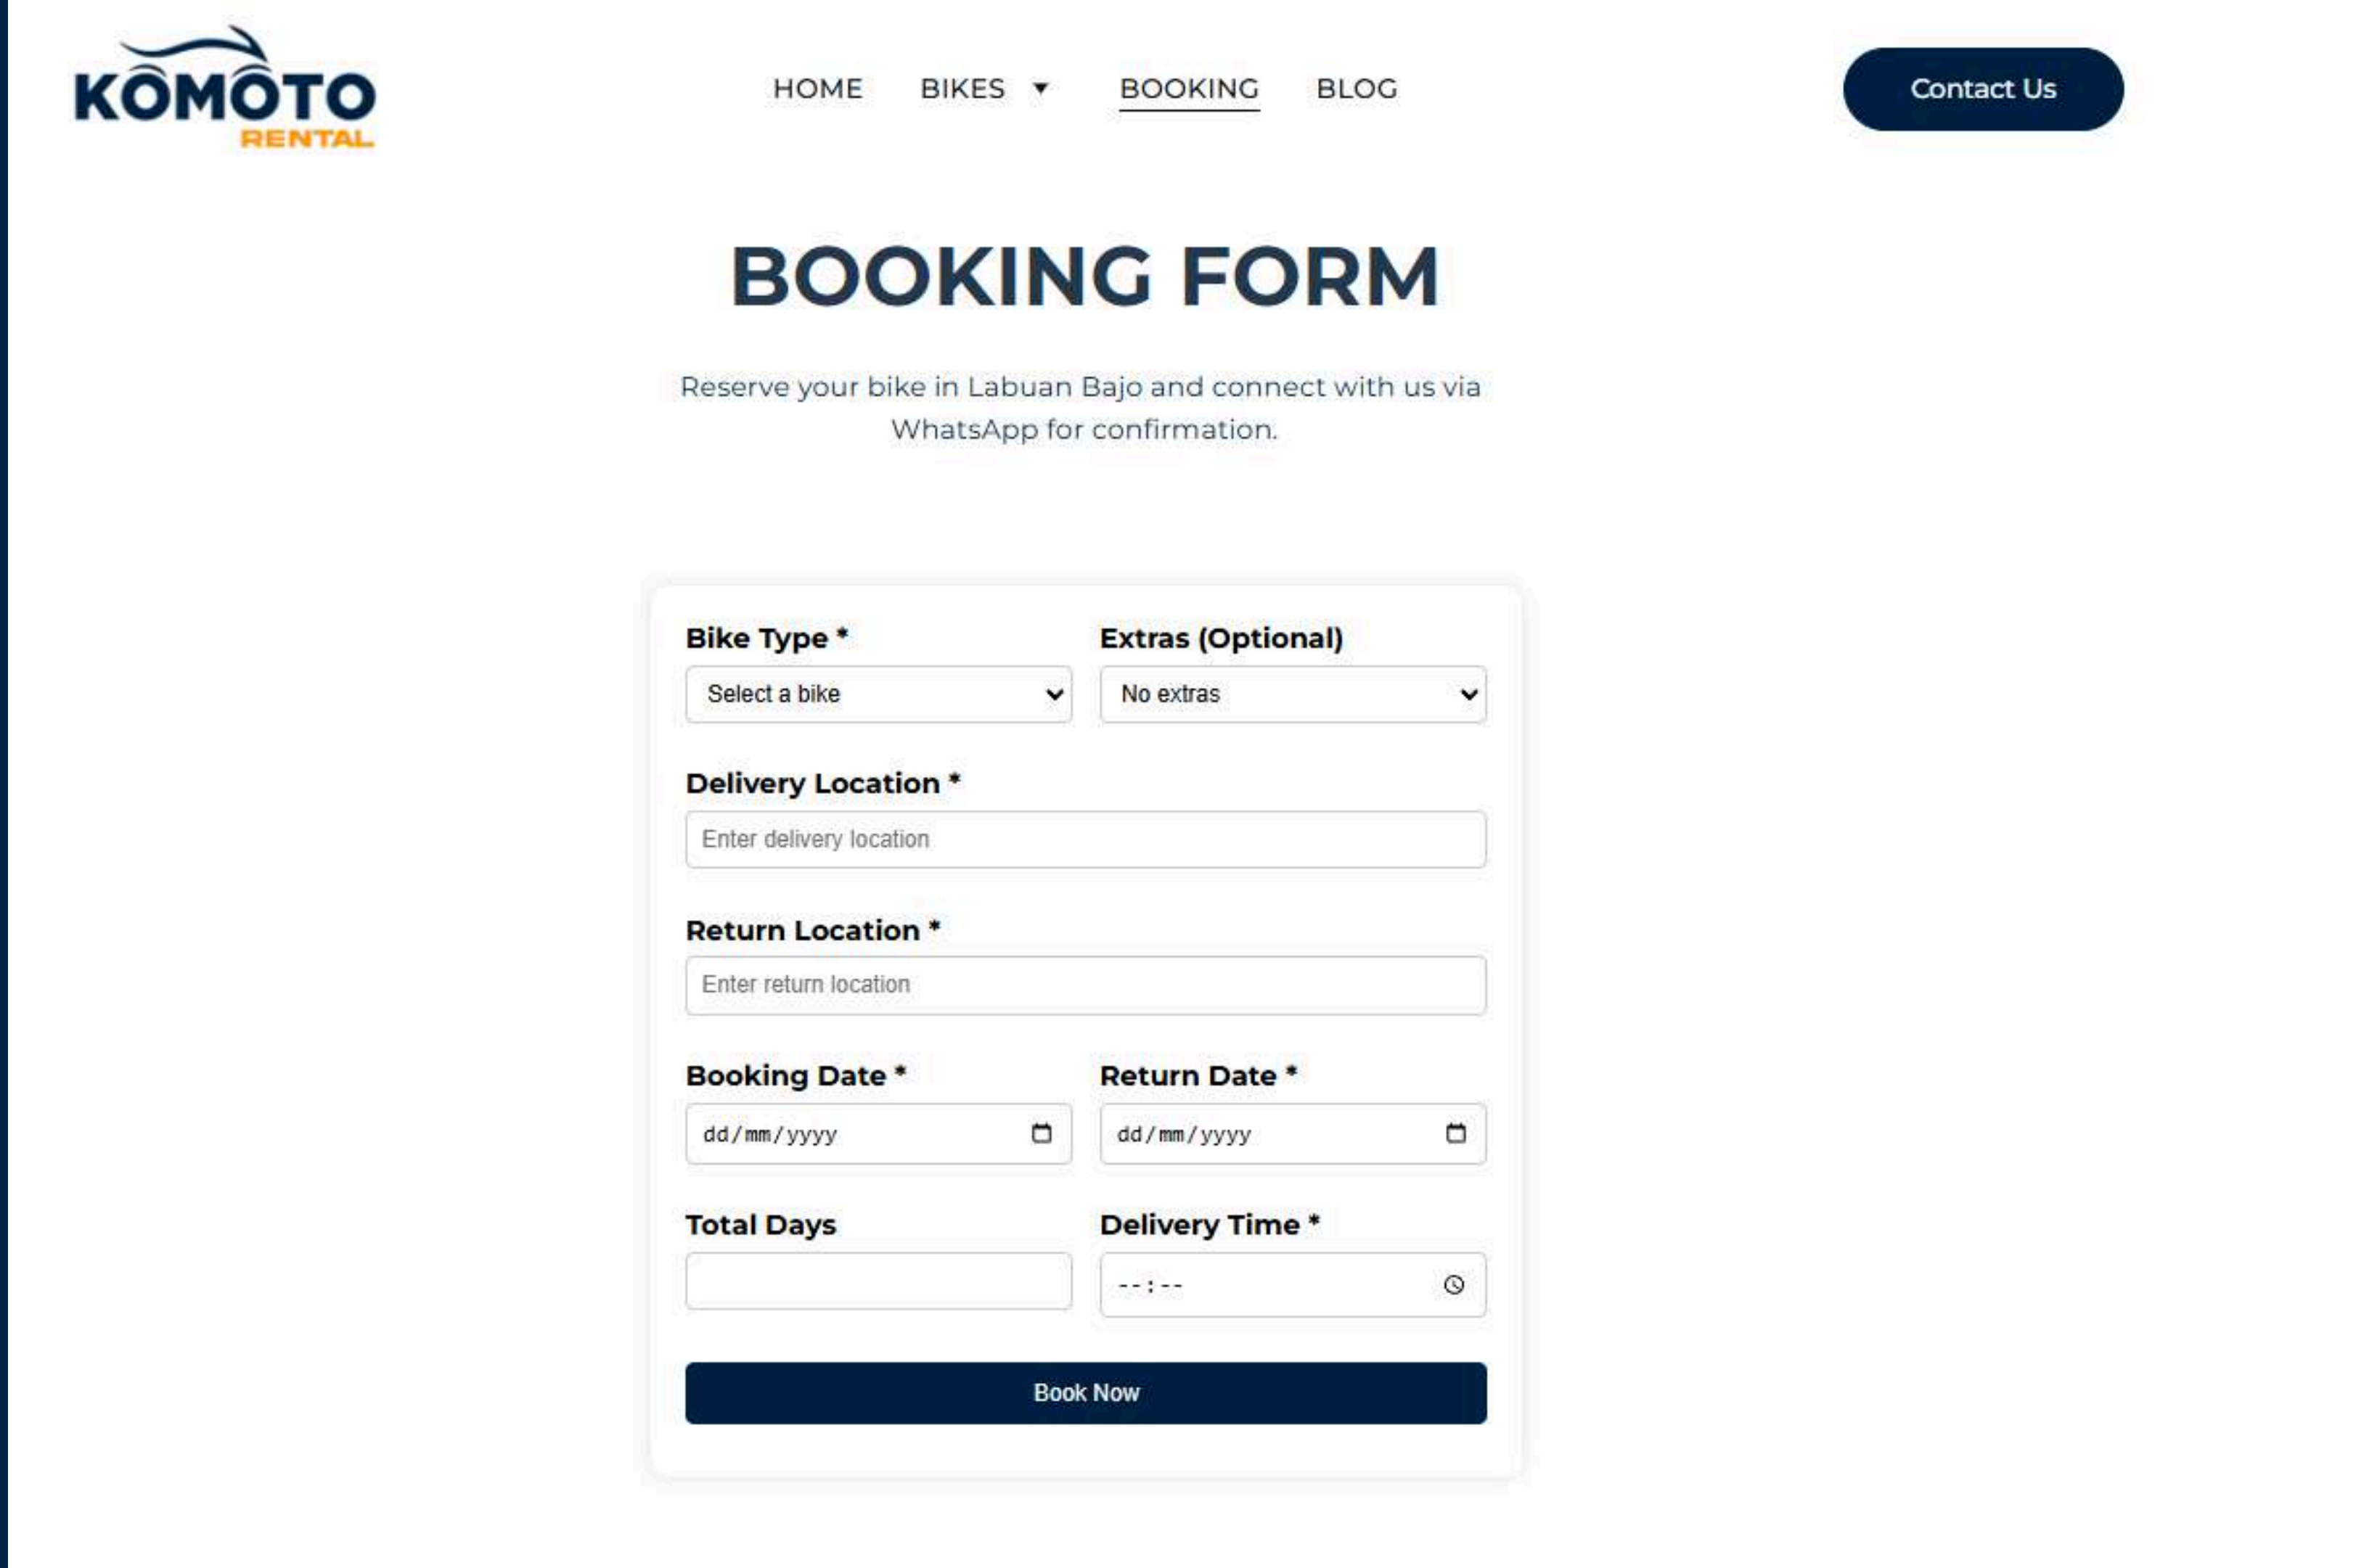 KOMOTO
RENTAL
HOME BIKES BOOKING BLOG
Contact Us
BOOKING FORM
Reserve your bike in Labuan Bajo and connect with us via
WhatsApp for confirmation.
Bike Type * Extras (Optional)
Select a bike No extras
Delivery Location *
Enter delivery location
Return Location *
Enter return location
Booking Date * Return Date *
dd/mm/yyyy dd/mm/yyyy
Total Days Delivery Time *
--:--
Book Now